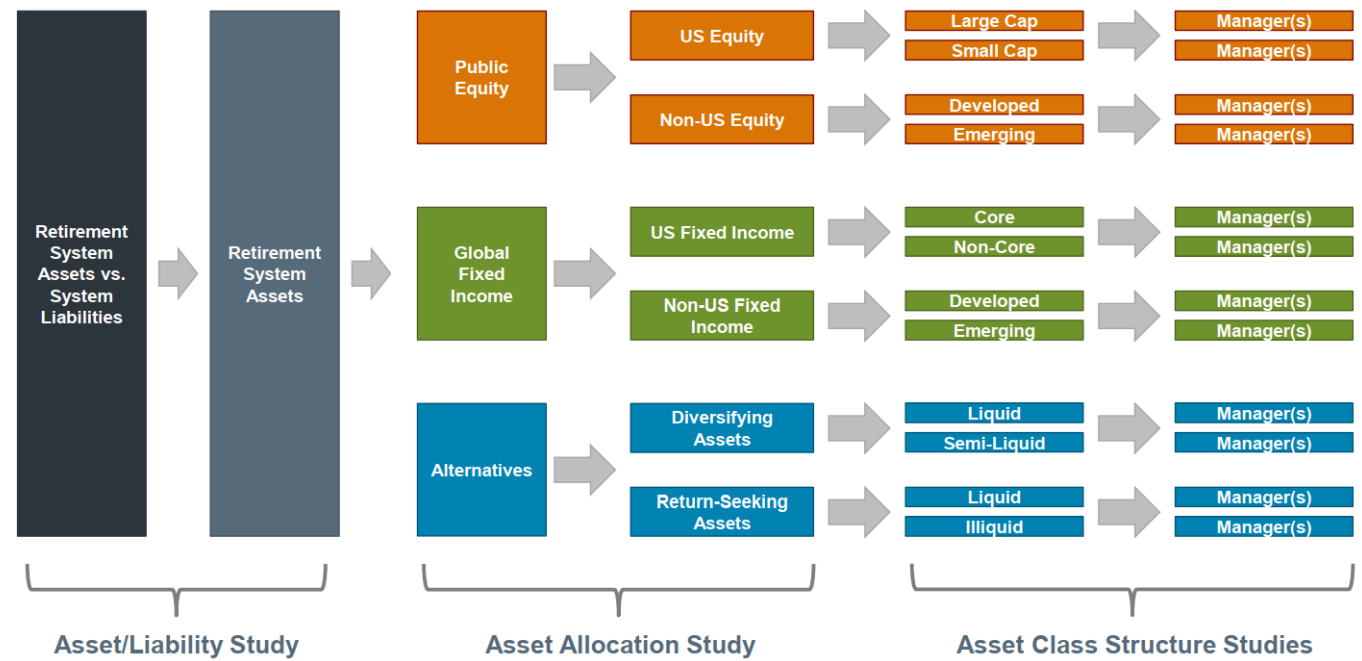 Retirement
System
Assets vs.
System
Liabilities
Retirement
System
Assets
Public
Equity
US Equity
Large Cap
Manager(s)
Small Cap
Manager(s)
Non-US Equity
Developed
Manager(s)
Emerging
Manager(s)
Global
Fixed
Income
US Fixed Income
Core
Manager(s)
Non-Core
Manager(s)
Non-US Fixed
Income
Developed
Manager(s)
Emerging
Manager(s)
Alternatives
Diversifying
Assets
Liquid
Manager(s)
Semi-Liquid
Manager(s)
Return-Seeking
Assets
Liquid
Manager(s)
Illiquid
Manager(s)
Asset/Liability Study
Asset Allocation Study
Asset Class Structure Studies